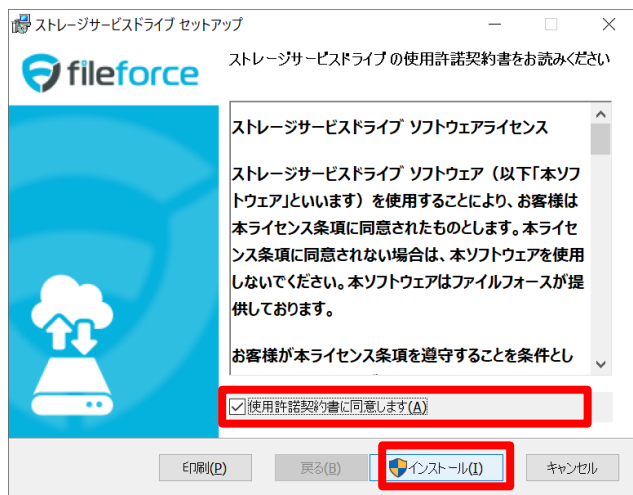 ストレージサービスドライブ セットアップ
fileforce
ストレージサービスドライブ の使用許諾契約書をお読みください
ストレージサービスドライブ ソフトウェアライセンス
ストレージサービスドライブ ソフトウェア（以下「本ソフ
トウェア」といいます）を使用することにより、お客様は
本ライセンス条項に同意されたものとします。本ライセ
ンス条項に同意されない場合は、本ソフトウェアを使用
しないでください。本ソフトウェアはファイルフォースが提
供しております。
お客様が本ライセンス条項を遵守することを条件とし
使用許諾契約書に同意します(A)
印刷(P)
戻る(B)
インストール(I)
キャンセル